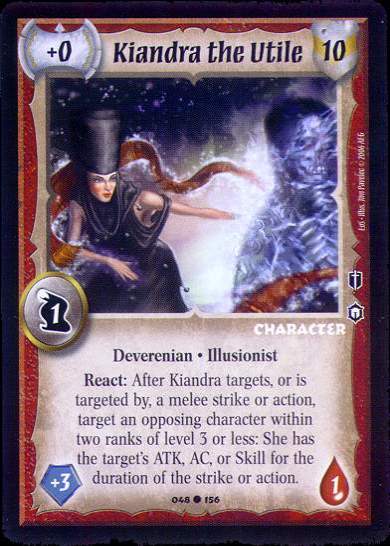 +0
Kiandra the Utile
10
1
CHARACTER
Deverenian • Illusionist
React: After Kiandra targets, or is
targeted by, a melee strike or action,
target an opposing character within
two ranks of level 3 or less: She has
the target's ATK, AC, or Skill for the
duration of the strike or action.
+3
048 ● 156
1